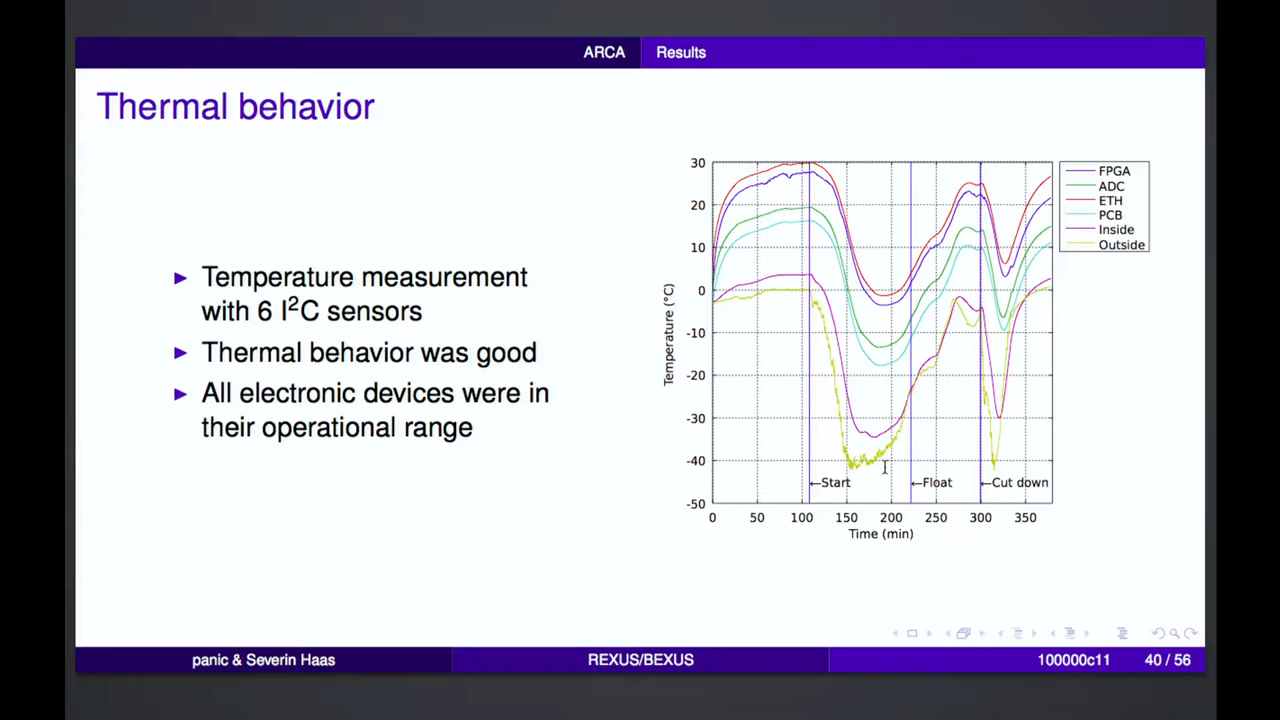 ARCA Results
Thermal behavior
Temperature measurement
with 6 I²C sensors
Thermal behavior was good
All electronic devices were in
their operational range
30
20
10
0
-10
-20
-30
-40
-50
Temperature (°C)
0 50 100 150 200 250 300 350
Time (min)
←Start ←Float ←Cut down
FPGA
ADC
ETH
PCB
Inside
Outside
panic & Severin Haas REXUS/BEXUS 100000c11 40 / 56